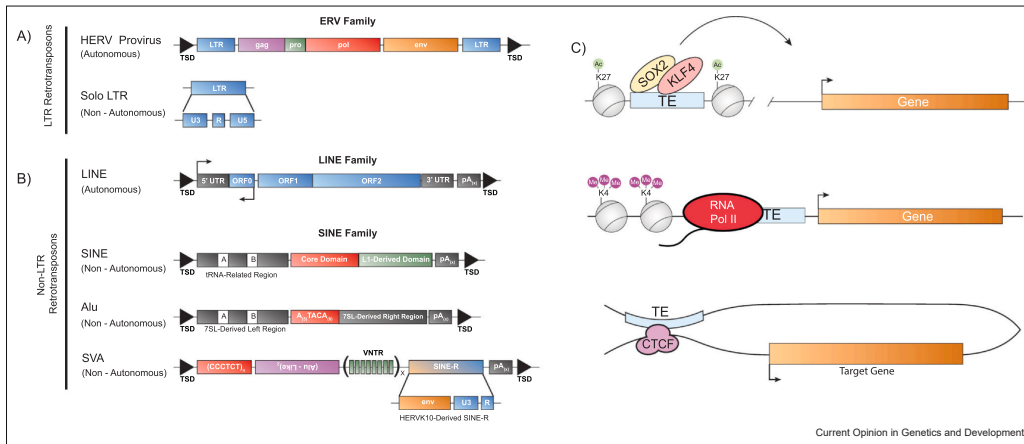 A)
LTR Retrotransposons
ERV Family
HERV Provirus
(Autonomous)
TSD
LTR gag pro pol env LTR
TSD
Solo LTR
(Non - Autonomous)
LTR
U3 R U5
B)
Non-LTR
Retrotransposons
LINE Family
LINE
(Autonomous)
TSD
5' UTR ORF0 ORF1 ORF2 3' UTR pA(n)
TSD
SINE Family
SINE
(Non - Autonomous)
TSD
A B Core Domain L1-Derived Domain pA(n)
TSD
tRNA-Related Region
Alu
(Non - Autonomous)
TSD
A B A(5)TACA(6) 7SL-Derived Right Region pA(n)
TSD
7SL-Derived Left Region
SVA
(Non - Autonomous)
TSD
(CCCTCT)n (Alu - Like) VNTR x SINE-R pA(n)
TSD
env U3 R
HERVK10-Derived SINE-R
C)
Ac
K27
SOX2
KLF4
TE
Ac
K27
Gene
Me Me Me
K4
Me Me Me
K4
RNA
Pol II
TE
Gene
TE
CTCF
Target Gene
Current Opinion in Genetics and Development